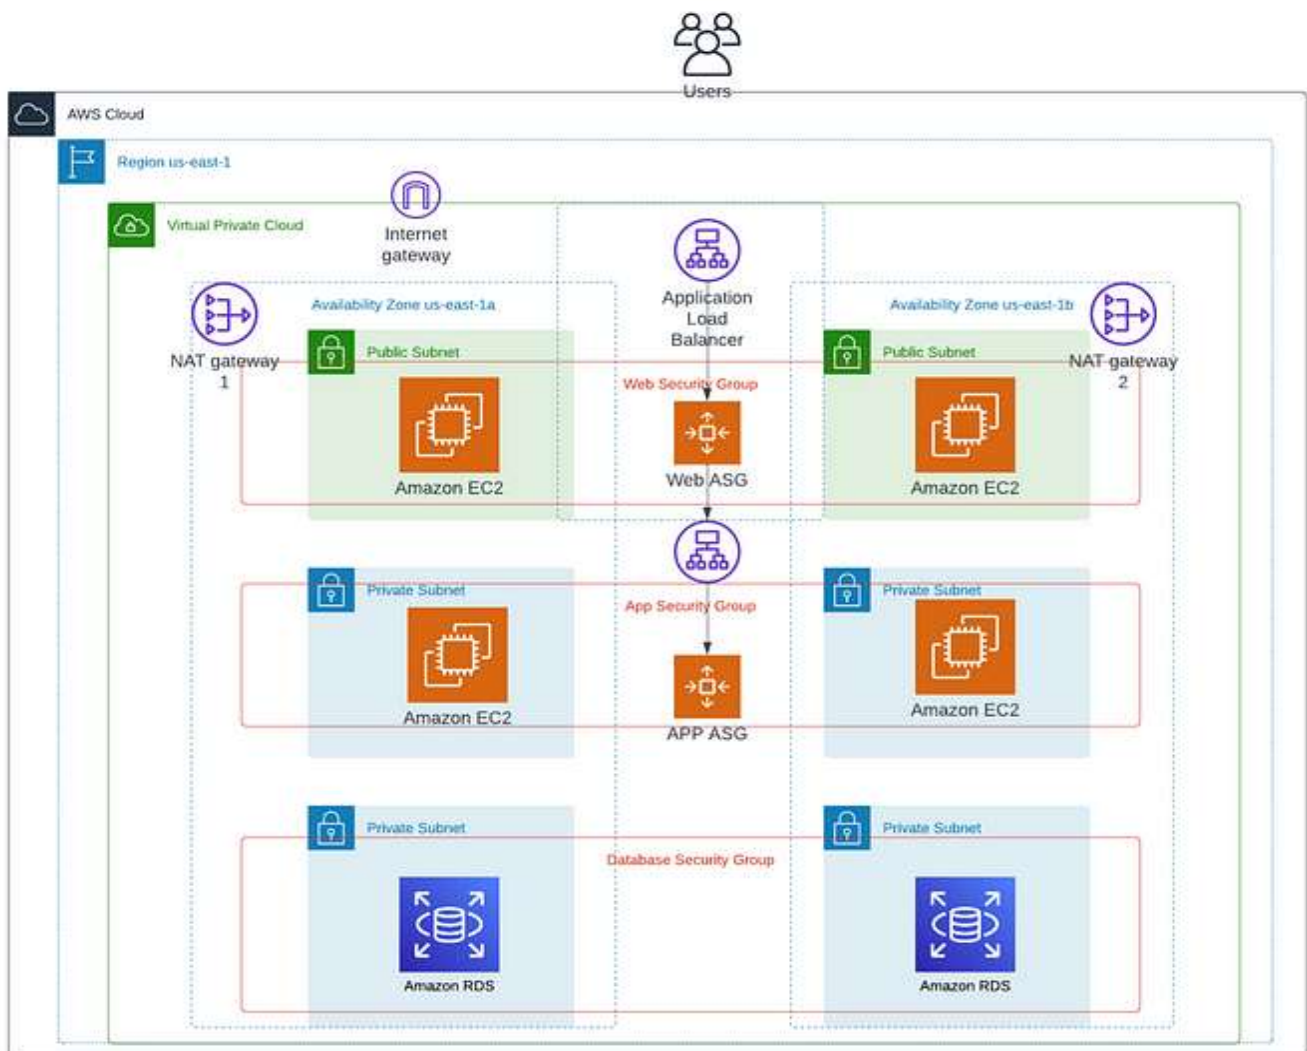 Users
AWS Cloud
Region us-east-1
Virtual Private Cloud
Internet
gateway
Application
Load
Balancer
Availability Zone us-east-1a
Availability Zone us-east-1b
NAT gateway
1
Public Subnet
Public Subnet
NAT gateway
2
Web Security Group
Amazon EC2
Web ASG
Amazon EC2
Private Subnet
Private Subnet
App Security Group
Amazon EC2
APP ASG
Amazon EC2
Private Subnet
Private Subnet
Database Security Group
Amazon RDS
Amazon RDS